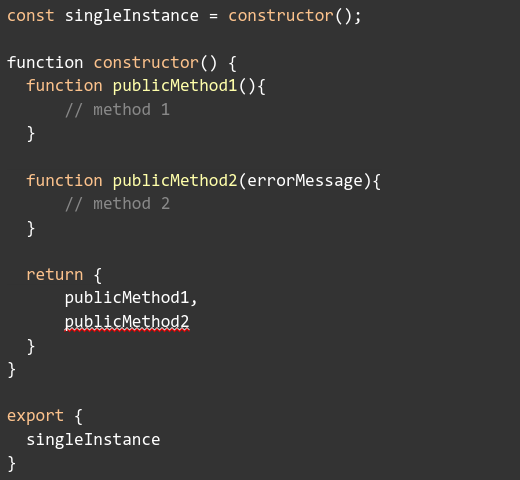 const singleInstance = constructor();
function constructor() {
function publicMethod1(){
// method 1
}
function publicMethod2(errorMessage){
// method 2
}
return {
publicMethod1,
publicMethod2
}
}
export {
singleInstance
}